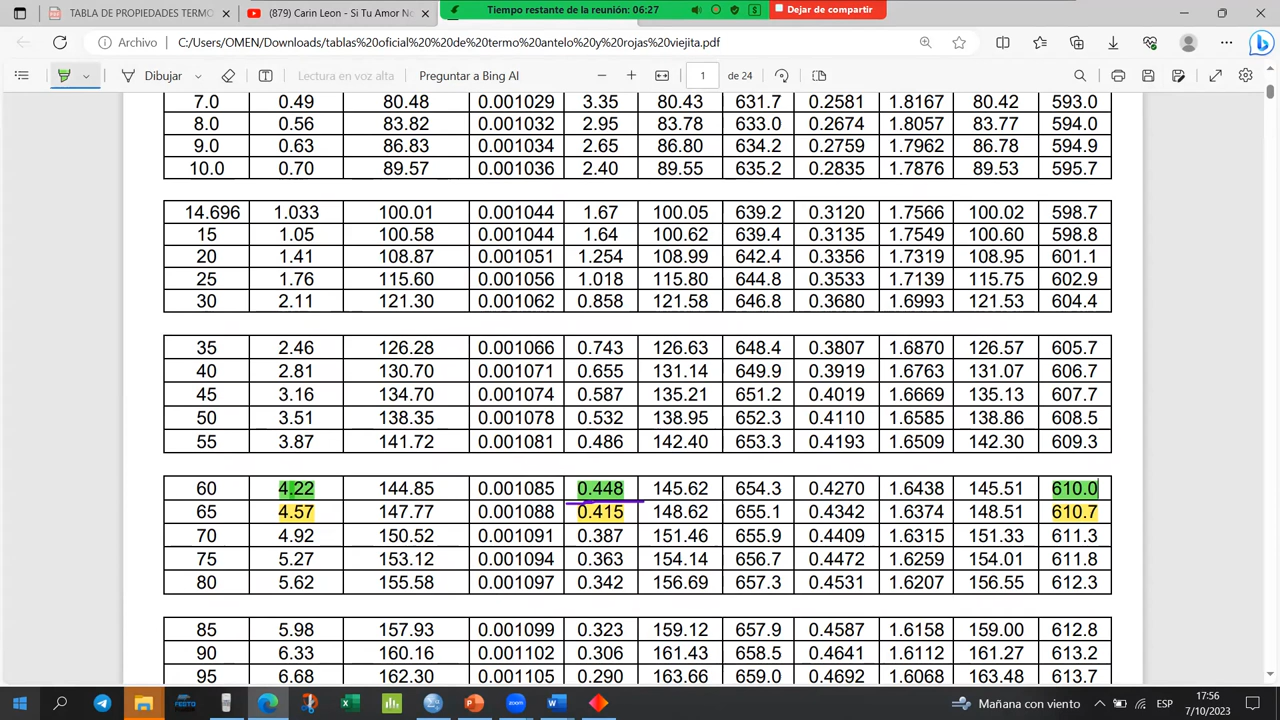 TABLA DE PROPIEDADES TERMO
(879) Carin Leon - Si Tu Amor No
Tiempo restante de la reunión: 06:27
Dejar de compartir
Archivo
C:/Users/OMEN/Downloads/tablas%20oficial%20%20de%20termo%20antelo%20y%20rojas%20viejita.pdf
Dibujar
Lectura en voz alta
Preguntar a Bing AI
1
de 24
7.0 0.49 80.48 0.001029 3.35 80.43 631.7 0.2581 1.8167 80.42 593.0
8.0 0.56 83.82 0.001032 2.95 83.78 633.0 0.2674 1.8057 83.77 594.0
9.0 0.63 86.83 0.001034 2.65 86.80 634.2 0.2759 1.7962 86.78 594.9
10.0 0.70 89.57 0.001036 2.40 89.55 635.2 0.2835 1.7876 89.53 595.7
14.696 1.033 100.01 0.001044 1.67 100.05 639.2 0.3120 1.7566 100.02 598.7
15 1.05 100.58 0.001044 1.64 100.62 639.4 0.3135 1.7549 100.60 598.8
20 1.41 108.87 0.001051 1.254 108.99 642.4 0.3356 1.7319 108.95 601.1
25 1.76 115.60 0.001056 1.018 115.80 644.8 0.3533 1.7139 115.75 602.9
30 2.11 121.30 0.001062 0.858 121.58 646.8 0.3680 1.6993 121.53 604.4
35 2.46 126.28 0.001066 0.743 126.63 648.4 0.3807 1.6870 126.57 605.7
40 2.81 130.70 0.001071 0.655 131.14 649.9 0.3919 1.6763 131.07 606.7
45 3.16 134.70 0.001074 0.587 135.21 651.2 0.4019 1.6669 135.13 607.7
50 3.51 138.35 0.001078 0.532 138.95 652.3 0.4110 1.6585 138.86 608.5
55 3.87 141.72 0.001081 0.486 142.40 653.3 0.4193 1.6509 142.30 609.3
60 4.22 144.85 0.001085 0.448 145.62 654.3 0.4270 1.6438 145.51 610.0
65 4.57 147.77 0.001088 0.415 148.62 655.1 0.4342 1.6374 148.51 610.7
70 4.92 150.52 0.001091 0.387 151.46 655.9 0.4409 1.6315 151.33 611.3
75 5.27 153.12 0.001094 0.363 154.14 656.7 0.4472 1.6259 154.01 611.8
80 5.62 155.58 0.001097 0.342 156.69 657.3 0.4531 1.6207 156.55 612.3
85 5.98 157.93 0.001099 0.323 159.12 657.9 0.4587 1.6158 159.00 612.8
90 6.33 160.16 0.001102 0.306 161.43 658.5 0.4641 1.6112 161.27 613.2
95 6.68 162.30 0.001105 0.290 163.66 659.0 0.4692 1.6068 163.48 613.7
Mañana con viento
ESP
17:56
7/10/2023